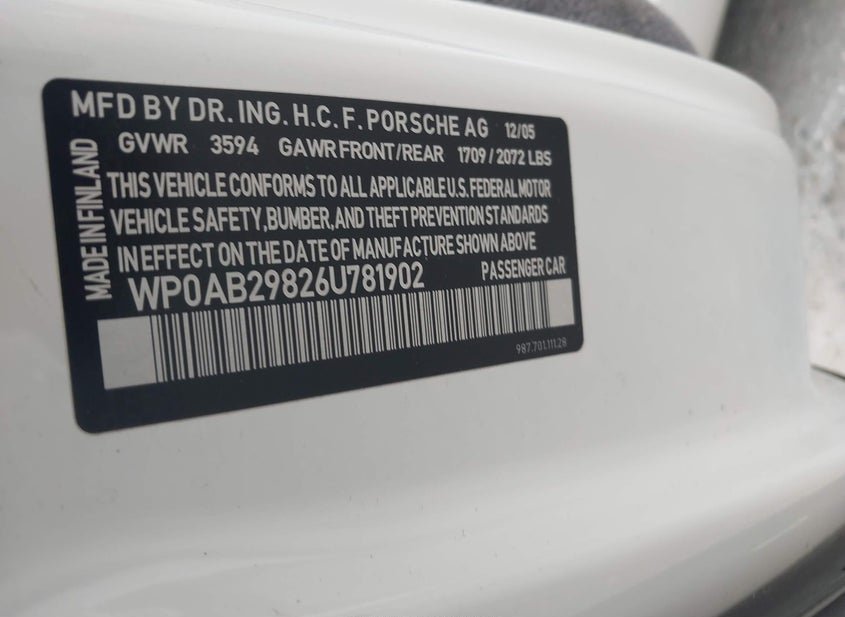 MFD BY DR. ING. H.C. F. PORSCHE AG 12/05
GVWR 3594 GAWR FRONT/REAR 1709 / 2072 LBS
MADE IN FINLAND
THIS VEHICLE CONFORMS TO ALL APPLICABLE U.S. FEDERAL MOTOR
VEHICLE SAFETY, BUMBER, AND THEFT PREVENTION STANDARDS
IN EFFECT ON THE DATE OF MANUFACTURE SHOWN ABOVE
WP0AB29826U781902 PASSENGER CAR
987.701.111.28